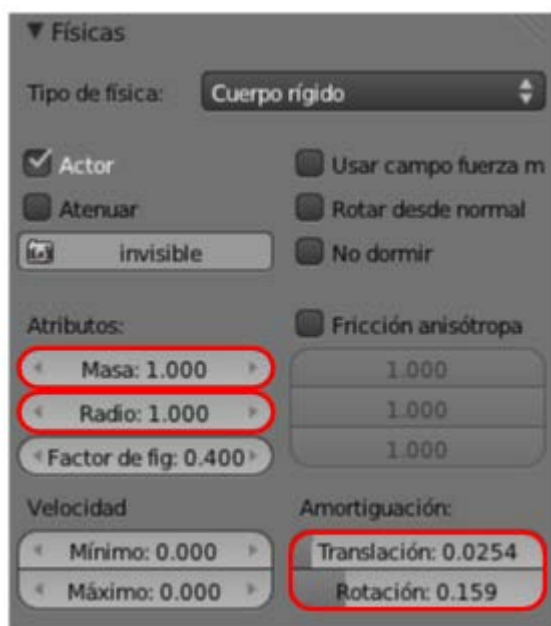 Físicas
Tipo de física: Cuerpo rígido
Actor
Usar campo fuerza m
Atenuar
Rotar desde normal
invisible
No dormir
Atributos:
Fricción anisótropa
Masa: 1.000
1.000
Radio: 1.000
1.000
Factor de fig: 0.400
1.000
Velocidad
Amortiguación:
Mínimo: 0.000
Translación: 0.0254
Máximo: 0.000
Rotación: 0.159